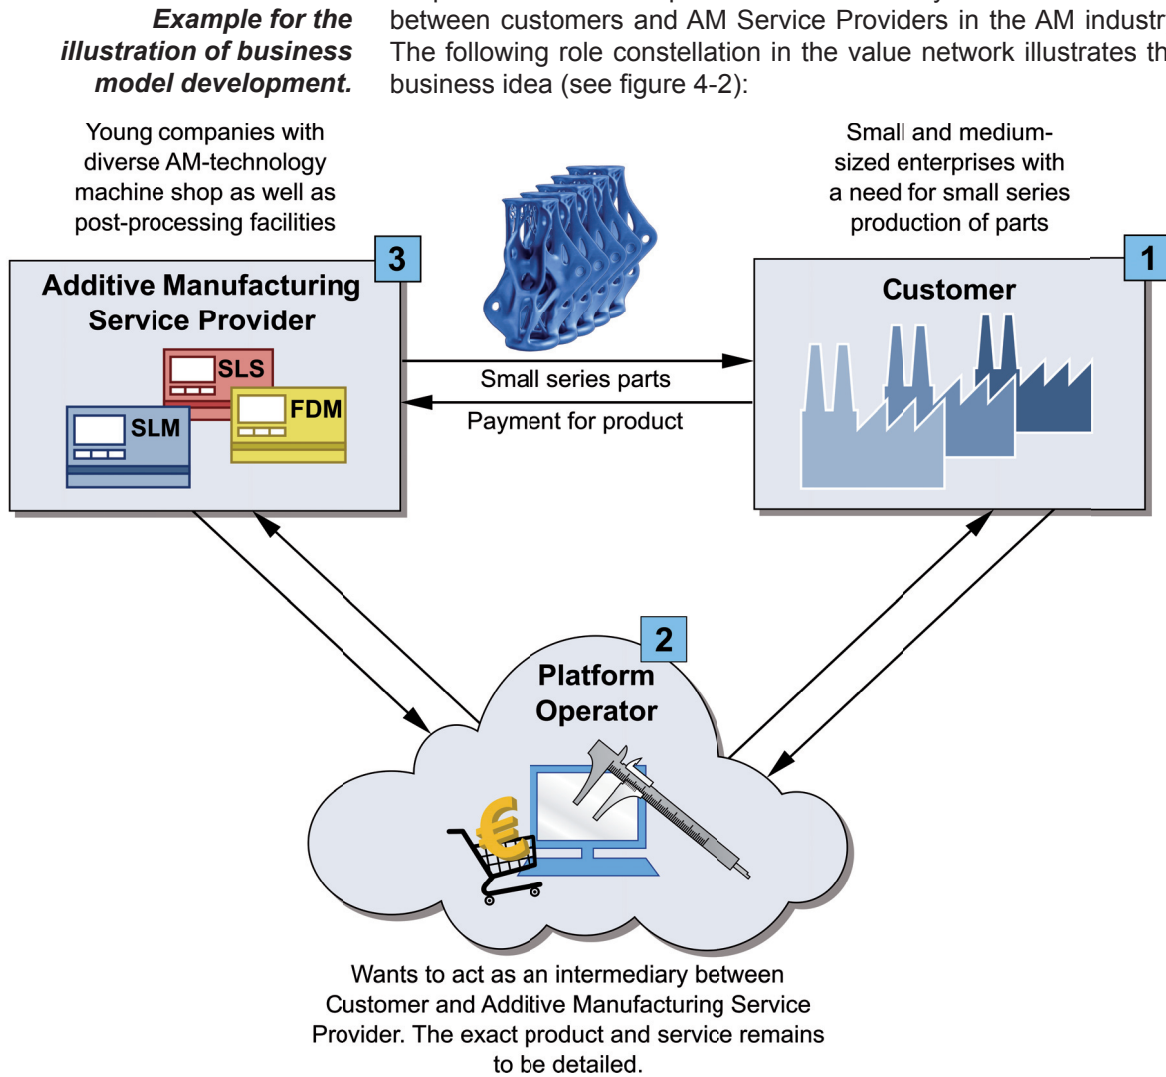 Example for the
illustration of business
model development.
between customers and AM Service Providers in the AM industr
The following role constellation in the value network illustrates th
business idea (see figure 4-2):
Young companies with
diverse AM-technology
machine shop as well as
post-processing facilities
Small and medium-
sized enterprises with
a need for small series
production of parts
3
Additive Manufacturing
Service Provider
SLS
FDM
SLM
Small series parts
Payment for product
1
Customer
2
Platform
Operator
€
Wants to act as an intermediary between
Customer and Additive Manufacturing Service
Provider. The exact product and service remains
to be detailed.